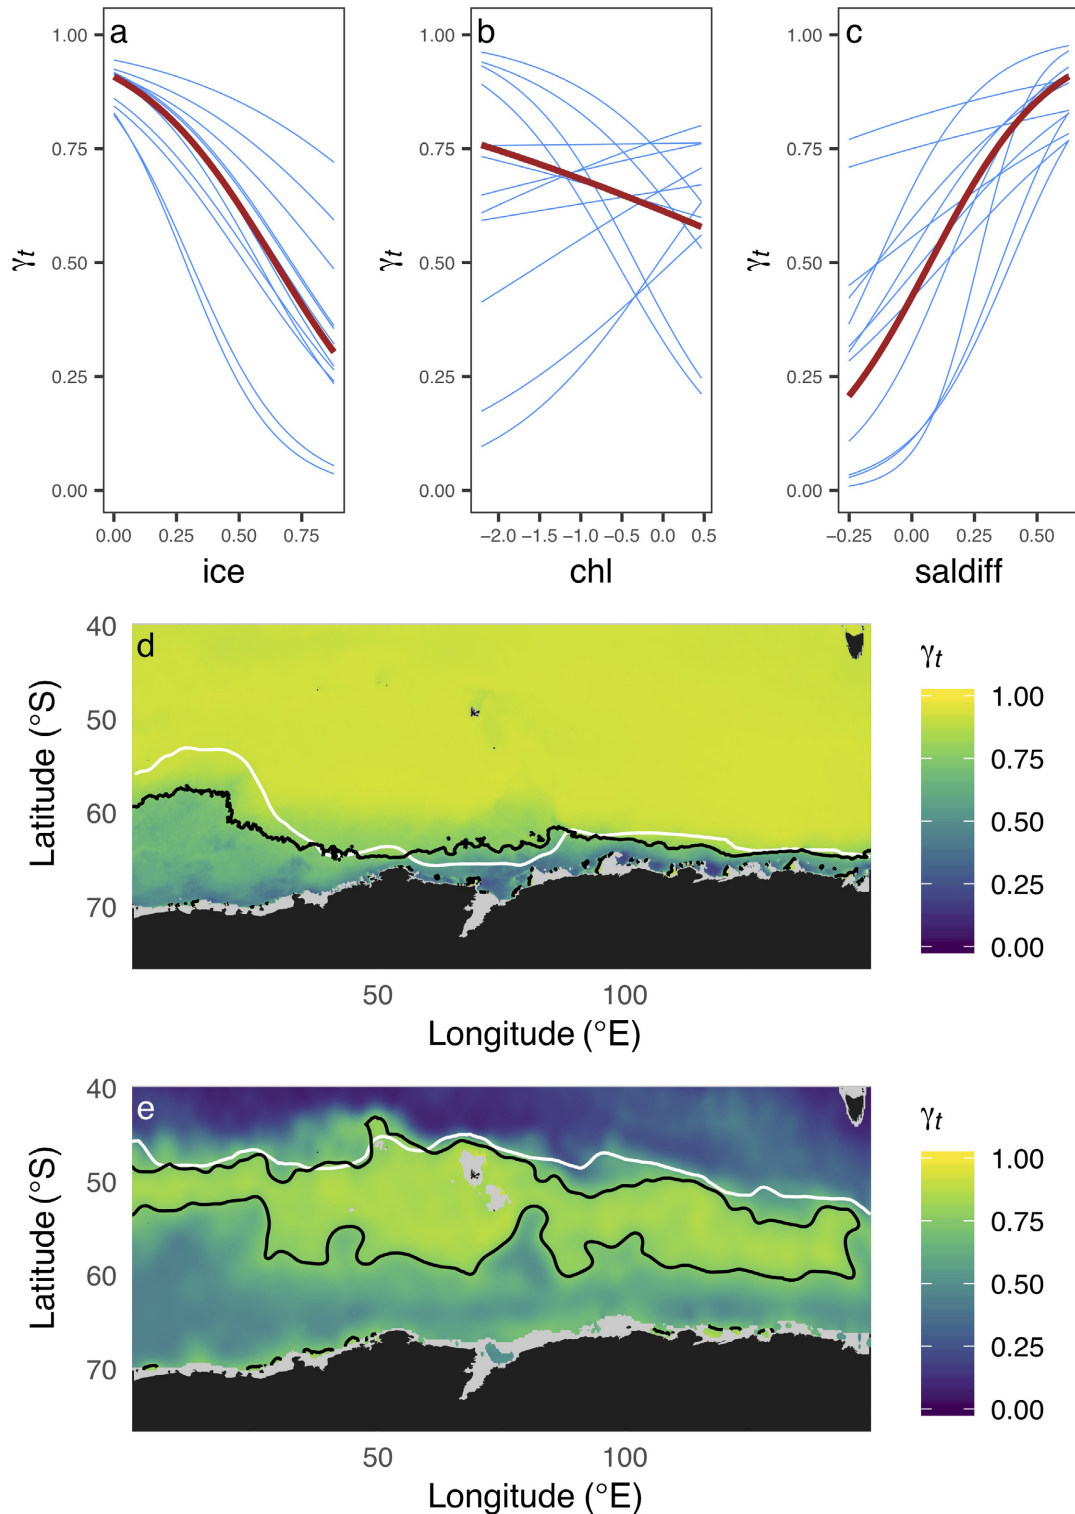 a b c
1.00 1.00 1.00
0.75 0.75 0.75
0.50 0.50 0.50
0.25 0.25 0.25
0.00 0.00 0.00
γt γt γt
0.00 0.25 0.50 0.75
−2.0 −1.5 −1.0 −0.5 0.0 0.5
−0.25 0.00 0.25 0.50
ice chl saldiff
d
40
50
60
70
Latitude (°S)
50 100
Longitude (°E)
γt
1.00
0.75
0.50
0.25
0.00
e
40
50
60
70
Latitude (°S)
50 100
Longitude (°E)
γt
1.00
0.75
0.50
0.25
0.00